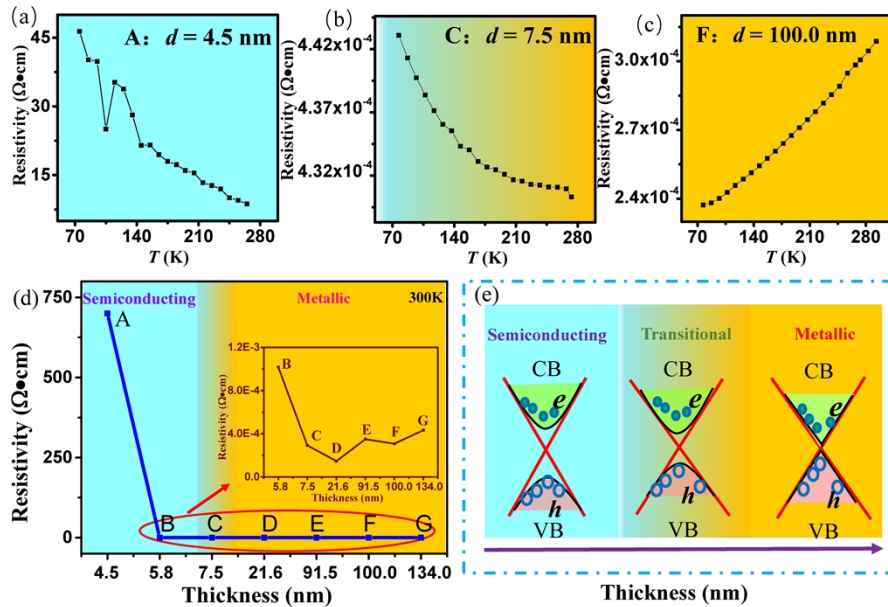 (a)
A: d = 4.5 nm
Resistivity (Ω•cm)
45
30
15
70 140 210 280
T (K)
(b)
C: d = 7.5 nm
Resistivity (Ω•cm)
4.42x10⁻⁴
4.37x10⁻⁴
4.32x10⁻⁴
70 140 210 280
T (K)
(c)
F: d = 100.0 nm
Resistivity (Ω•cm)
3.0x10⁻⁴
2.7x10⁻⁴
2.4x10⁻⁴
70 140 210 280
T (K)
(d)
Semiconducting Metallic 300K
Resistivity (Ω•cm)
750
500
250
0
A
B C D E F G
4.5 5.8 7.5 21.6 91.5 100.0 134.0
Thickness (nm)
Resistivity (Ω•cm)
1.2E-3
8.0E-4
4.0E-4
0.0
B
C
D
E
F
G
5.8 7.5 21.6 91.5 100.0 134.0
Thickness (nm)
(e)
Semiconducting Transitional Metallic
CB CB CB
e e e
h h h
VB VB VB
Thickness (nm)